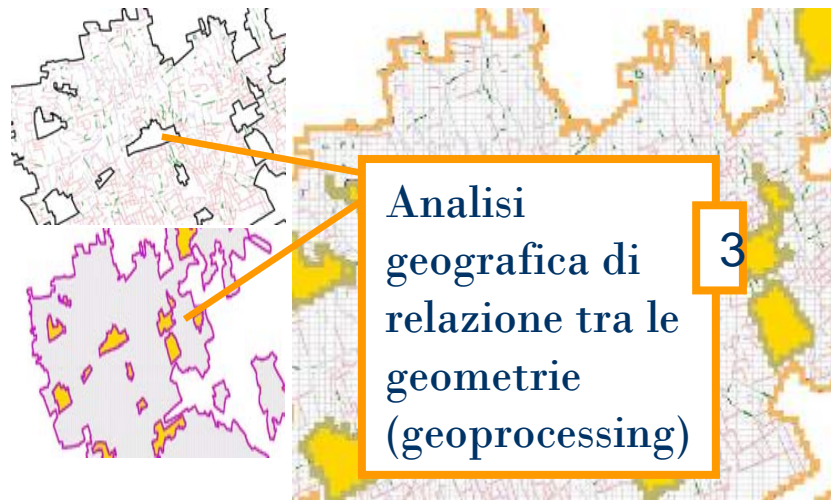 Analisi
geografica di
relazione tra le
geometrie
(geoprocessing)
3